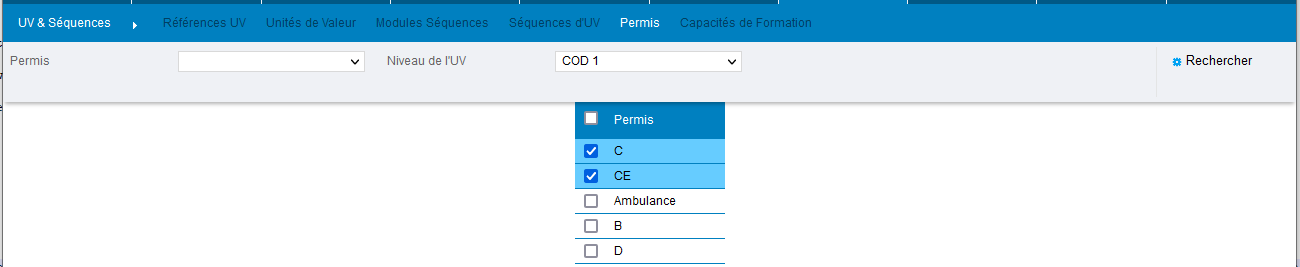 UV & Séquences Références UV Unités de Valeur Modules Séquences Séquences d'UV Permis Capacités de Formation
Permis Niveau de l'UV COD 1 Rechercher
Permis
C
CE
Ambulance
B
D